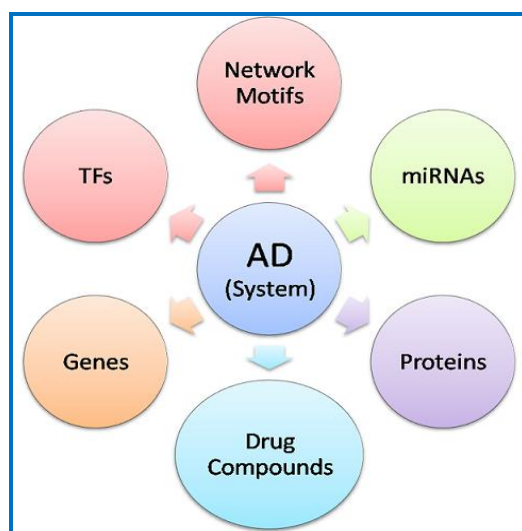 Network
Motifs
TFs
miRNAs
AD
(System)
Genes
Proteins
Drug
Compounds